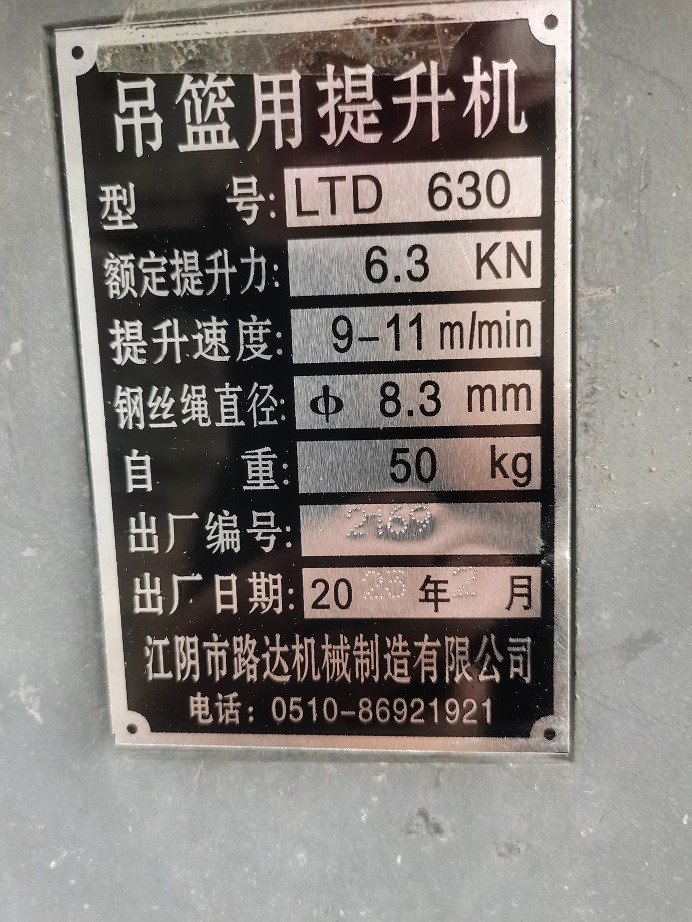 吊篮用提升机
型 号: LTD 630
额定提升力: 6.3 KN
提升速度: 9-11 m/min
钢丝绳直径: ф 8.3 mm
自 重: 50 kg
出厂编号: 2169
出厂日期: 20 年 2 月
江阴市路达机械制造有限公司
电话: 0510-86921921